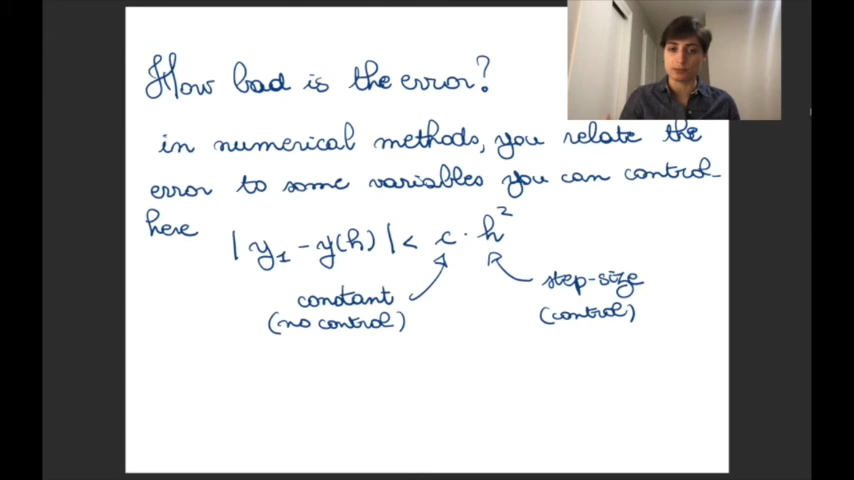 How bad is the error?
in numerical methods, you relate the
error to some variables you can control-
here |y₁ - y(h)| < c · h²
constant
(no control)
step-size
(control)